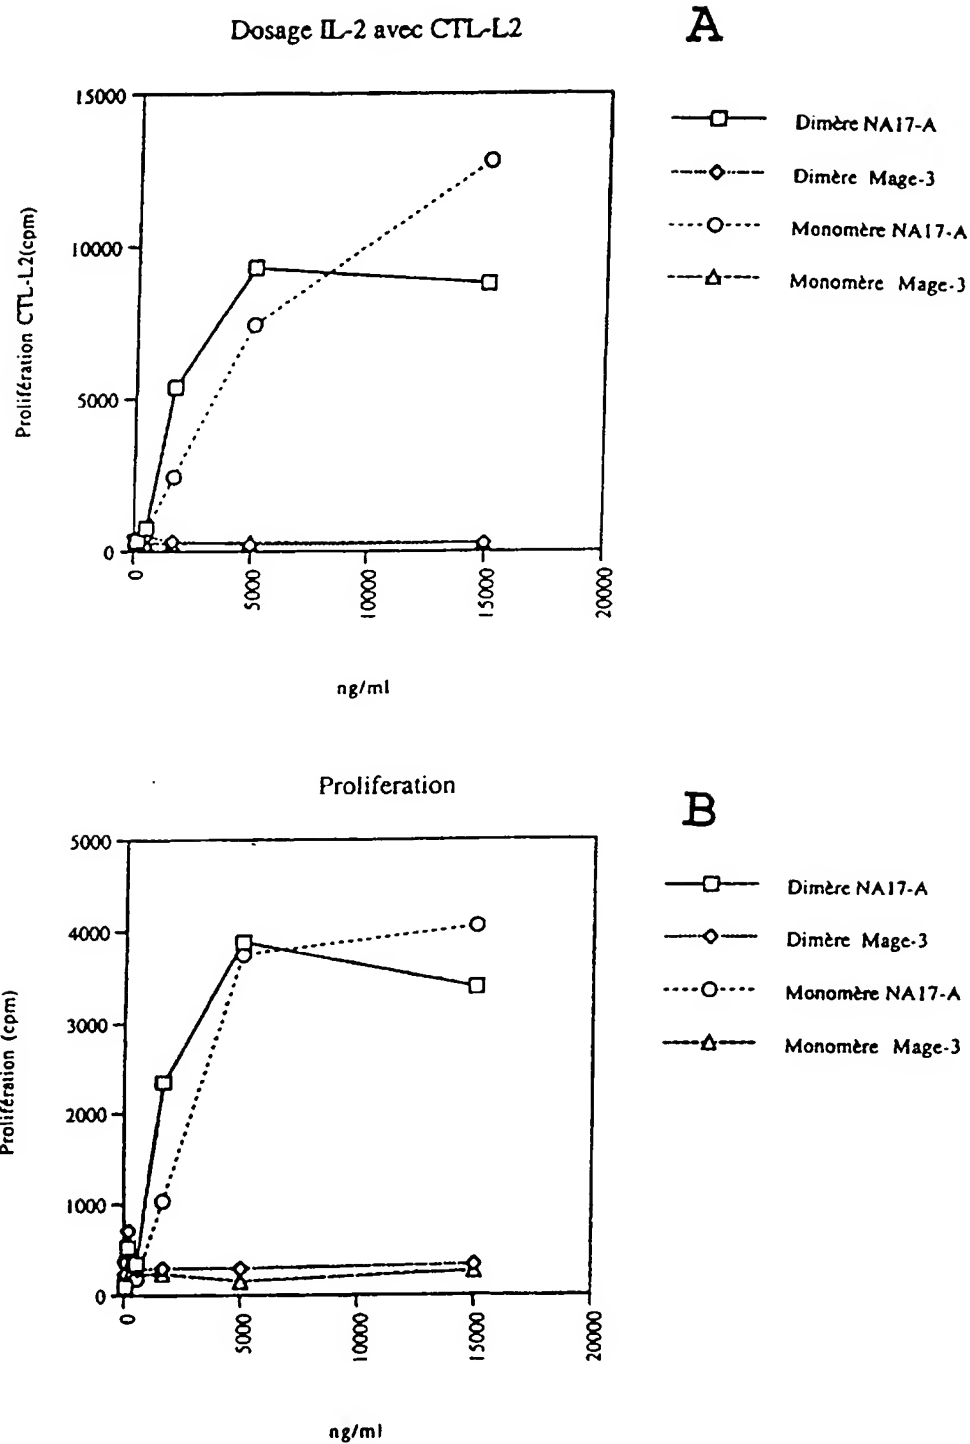 Dosage IL-2 avec CTL-L2
A
15000
10000
5000
0
Prolifération CTL-L2(cpm)
0
5000
10000
15000
20000
ng/ml
Dimère NA17-A
Dimère Mage-3
Monomère NA17-A
Monomère Mage-3
Proliferation
B
5000
4000
3000
2000
1000
0
Prolifération (cpm)
0
5000
10000
15000
20000
ng/ml
Dimère NA17-A
Dimère Mage-3
Monomère NA17-A
Monomère Mage-3